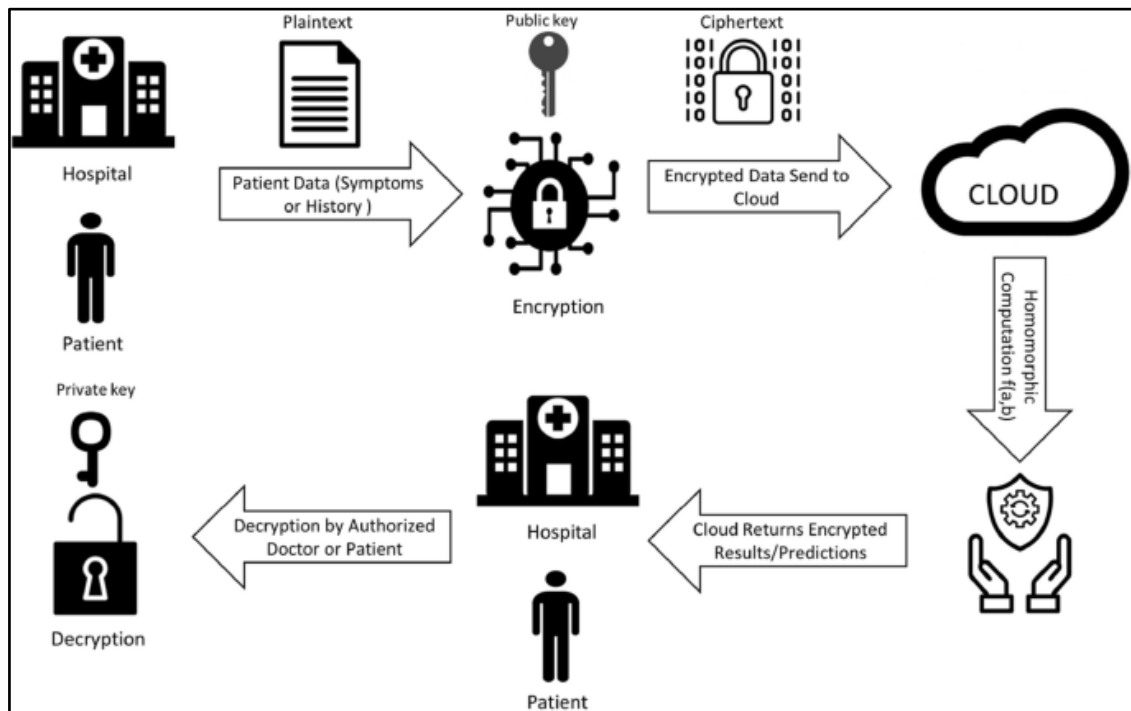 Plaintext
Public key
Ciphertext
Hospital
Patient Data (Symptoms
or History )
Encrypted Data Send to
Cloud
CLOUD
Encryption
Patient
Homomorphic
Computation f(a,b)
Private key
Decryption by Authorized
Doctor or Patient
Hospital
Cloud Returns Encrypted
Results/Predictions
Decryption
Patient